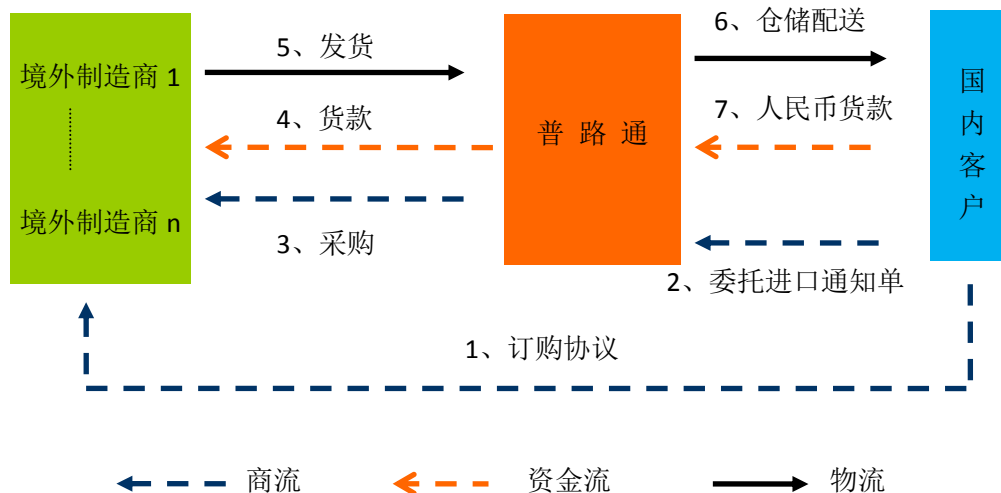 5、发货
6、仓储配送
境外制造商 1
4、货款
普 路 通
7、人民币货款
国内客户
境外制造商 n
3、采购
2、委托进口通知单
1、订购协议
商流
资金流
物流